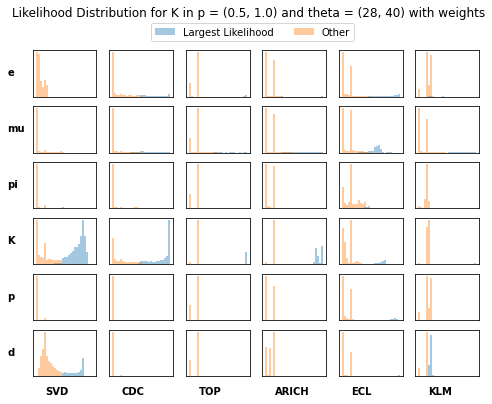 Likelihood Distribution for K in p = (0.5, 1.0) and theta = (28, 40) with weights
Largest Likelihood Other
e
mu
pi
K
p
d
SVD CDC TOP ARICH ECL KLM